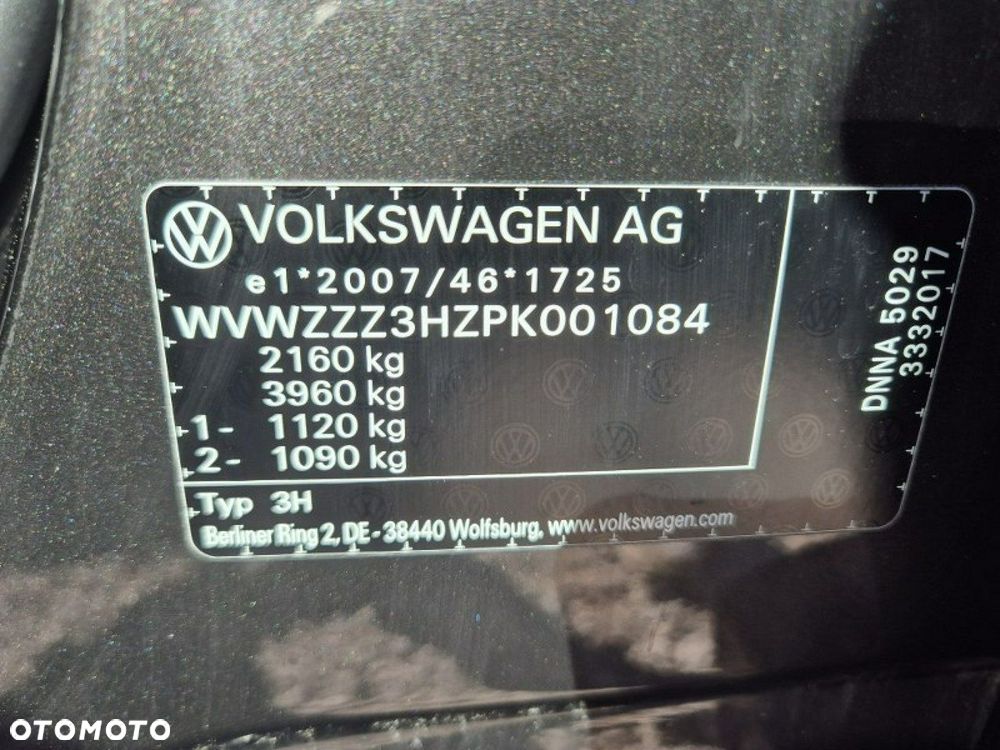 VOLKSWAGEN AG
e1*2007/46*1725
WVWZZZ3HZPK001084
2160 kg
3960 kg
1- 1120 kg
2- 1090 kg
Typ 3H
Berliner Ring 2, DE-38440 Wolfsburg, www.volkswagen.com
DNNA 5029
3332017
OTOMOTO